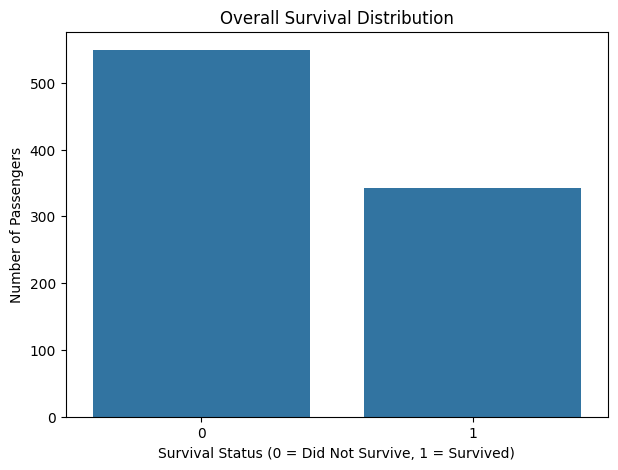 Overall Survival Distribution
Number of Passengers
500
400
300
200
100
0
0
1
Survival Status (0 = Did Not Survive, 1 = Survived)